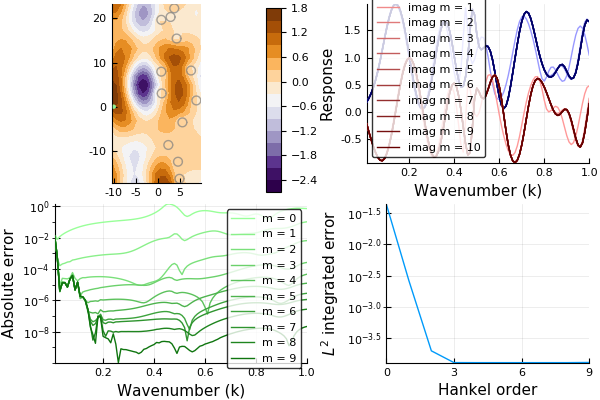 20
10
0
-10
-10 -5 0 5
1.8
1.2
0.6
0.0
−0.6
−1.2
−1.8
−2.4
Response
1.5
1.0
0.5
0.0
-0.5
imag m = 1
imag m = 2
imag m = 3
imag m = 4
imag m = 5
imag m = 6
imag m = 7
imag m = 8
imag m = 9
imag m = 10
0.2 0.4 0.6 0.8 1.0
Wavenumber (k)
Absolute error
10⁰
10⁻²
10⁻⁴
10⁻⁶
10⁻⁸
m = 0
m = 1
m = 2
m = 3
m = 4
m = 5
m = 6
m = 7
m = 8
m = 9
0.2 0.4 0.6 0.8 1.0
Wavenumber (k)
L² integrated error
10⁻¹·⁵
10⁻²·⁰
10⁻²·⁵
10⁻³·⁰
10⁻³·⁵
0 3 6 9
Hankel order